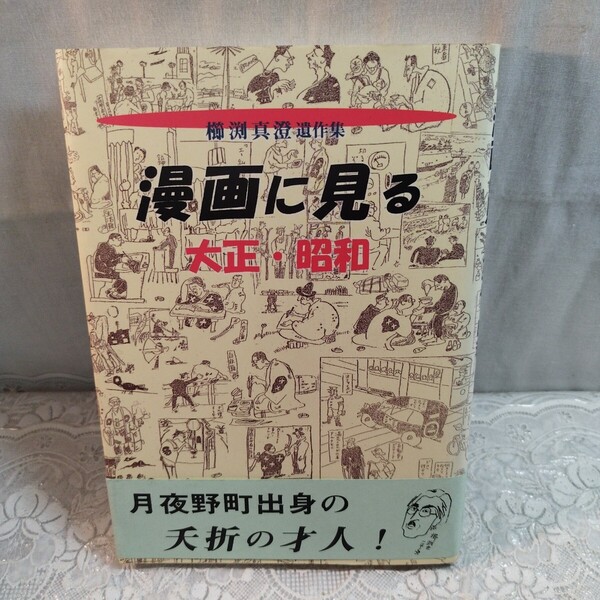 櫛渕真澄遺作集
漫画に見る
大正・昭和
月夜野町出身の
夭折の才人！